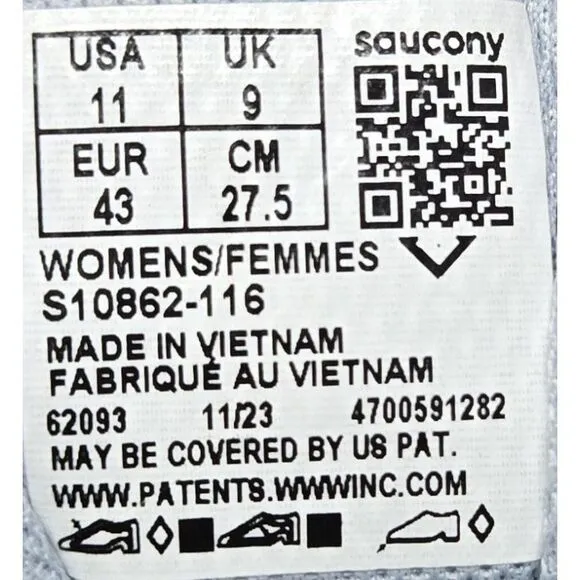 USA UK
11 9
EUR CM
43 27.5
saucony
WOMENS/FEMMES
S10862-116
MADE IN VIETNAM
FABRIQUÉ AU VIETNAM
62093 11/23 4700591282
MAY BE COVERED BY US PAT.
WWW.PATENTS.WWWINC.COM